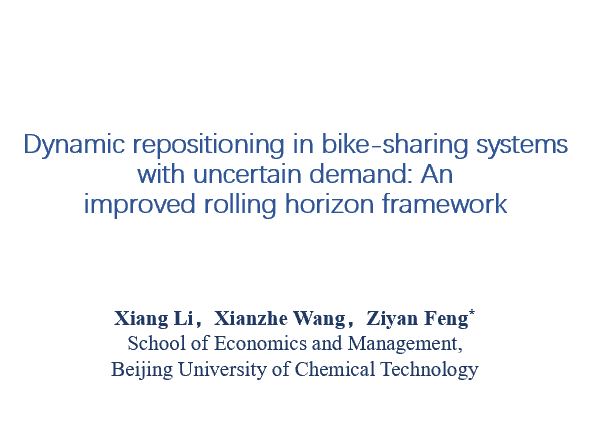 Dynamic repositioning in bike-sharing systems
with uncertain demand: An
improved rolling horizon framework
Xiang Li，Xianzhe Wang，Ziyan Feng*
School of Economics and Management,
Beijing University of Chemical Technology